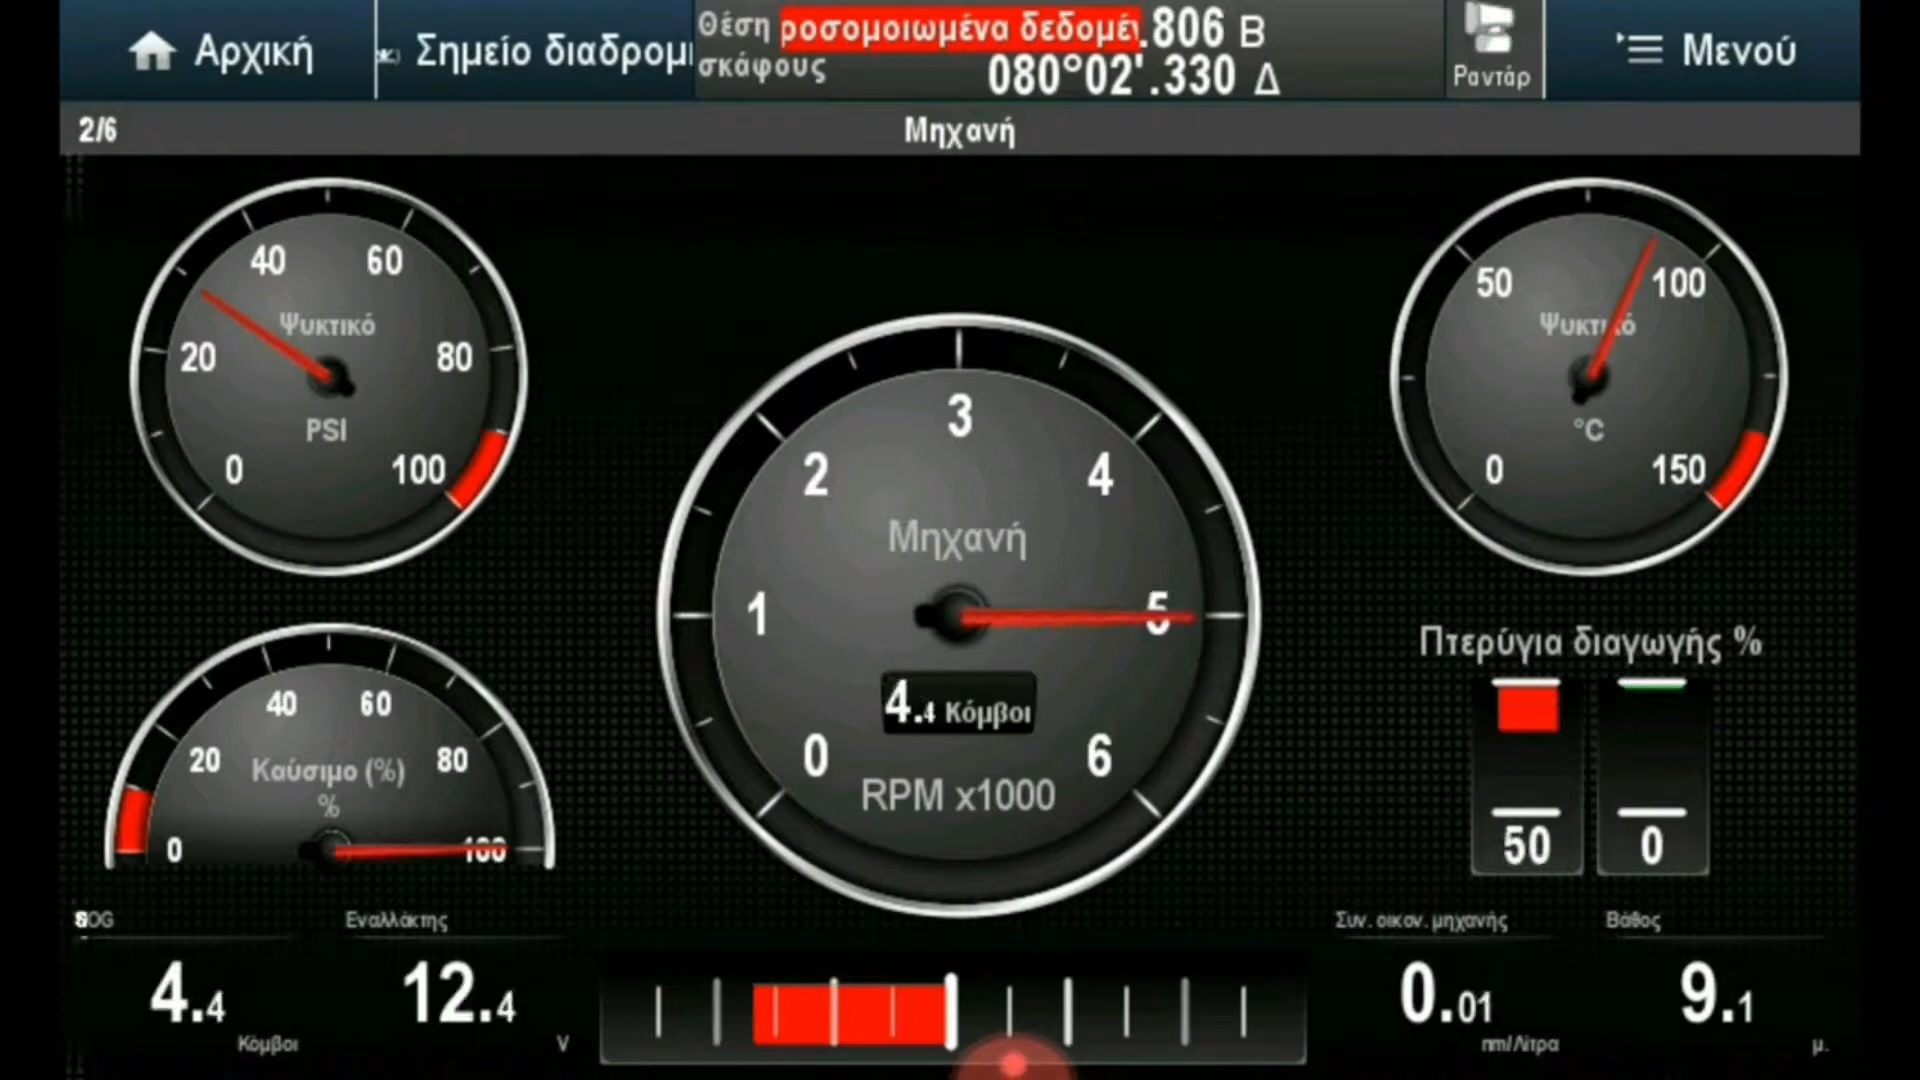 Αρχική
Σημείο διαδρομ
Θέση
ροσομοιωμένα δεδομέν
.806 Β
σκάφους
080°02'.330 Δ
Ραντάρ
Μενού
2/6
Μηχανή
0 20 40 60 80 100
Ψυκτικό
PSI
0 50 100 150
Ψυκτικό
°C
0 1 2 3 4 5 6
Μηχανή
4.4 Κόμβοι
RPM x1000
0 20 40 60 80 100
Καύσιμο (%)
%
Πτερύγια διαγωγής %
50
0
SOG
4.4
Κόμβοι
Εναλλάκτης
12.4
V
Συν. οικον. μηχανής
0.01
nm/Λίτρα
Βάθος
9.1
μ.